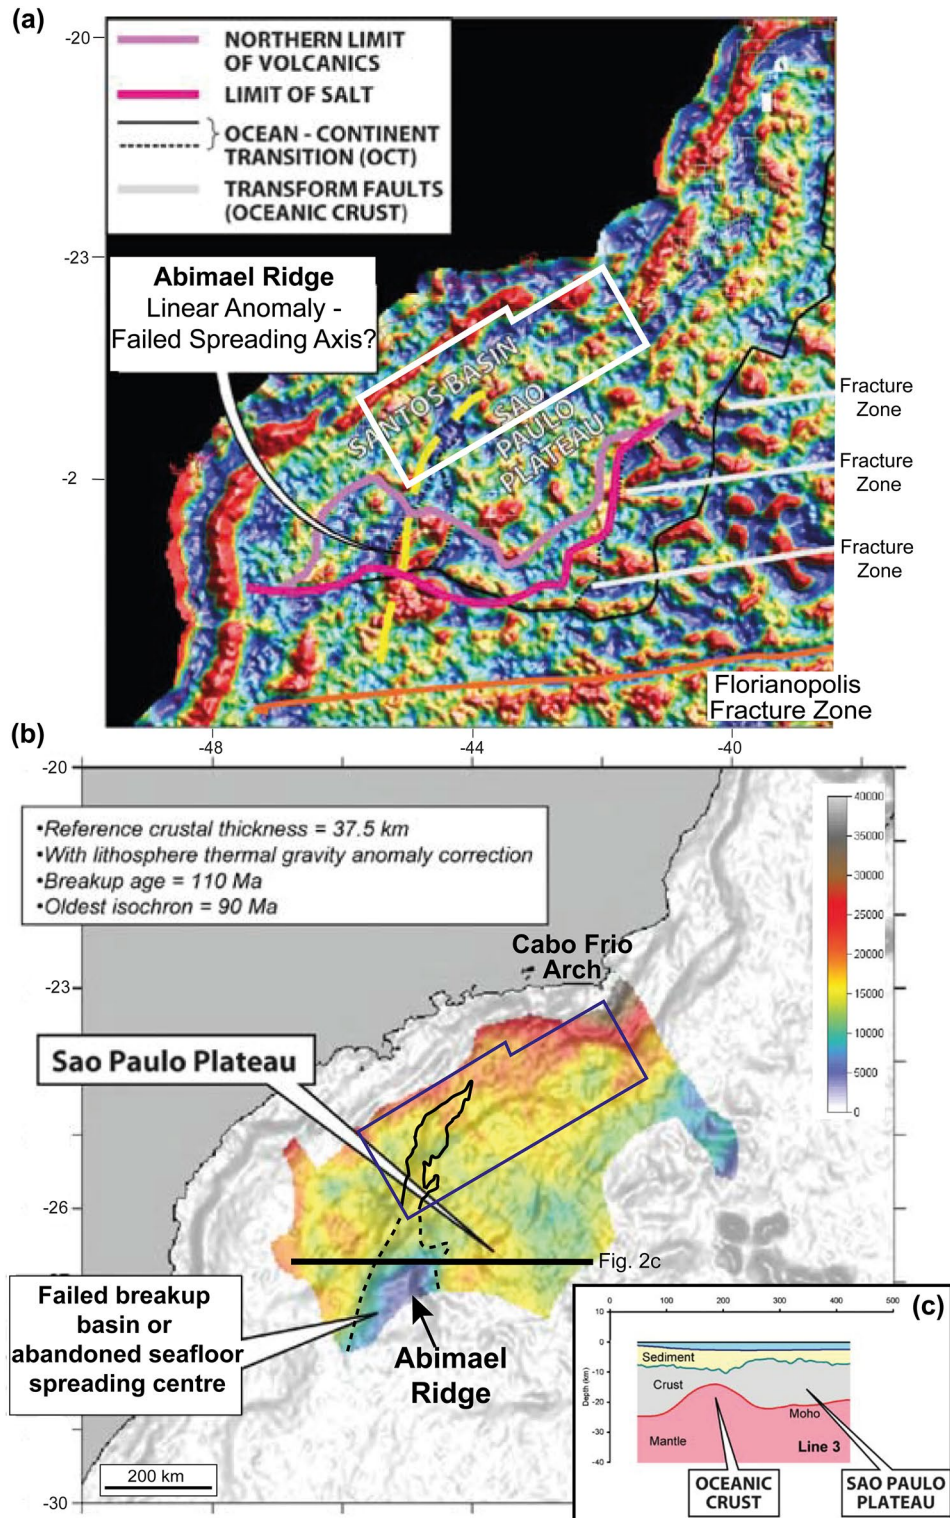 (a)
-20
NORTHERN LIMIT
OF VOLCANICS
LIMIT OF SALT
OCEAN - CONTINENT
TRANSITION (OCT)
TRANSFORM FAULTS
(OCEANIC CRUST)
-23
Abimael Ridge
Linear Anomaly -
Failed Spreading Axis?
SANTOS BASIN
SAO
PAULO
PLATEAU
Fracture
Zone
-2
Fracture
Zone
Fracture
Zone
Florianopolis
Fracture Zone
(b)
-48
-44
-40
-20
•Reference crustal thickness = 37.5 km
•With lithosphere thermal gravity anomaly correction
•Breakup age = 110 Ma
•Oldest isochron = 90 Ma
40000
35000
30000
25000
20000
15000
10000
5000
0
Cabo Frio
Arch
-23
Sao Paulo Plateau
-26
Fig. 2c
Failed breakup
basin or
abandoned seafloor
spreading centre
Abimael
Ridge
200 km
-30
(c)
0
100
200
300
400
500
10
0
-10
-20
-30
-40
Depth (km)
Sediment
Crust
Moho
Mantle
Line 3
OCEANIC
CRUST
SAO PAULO
PLATEAU